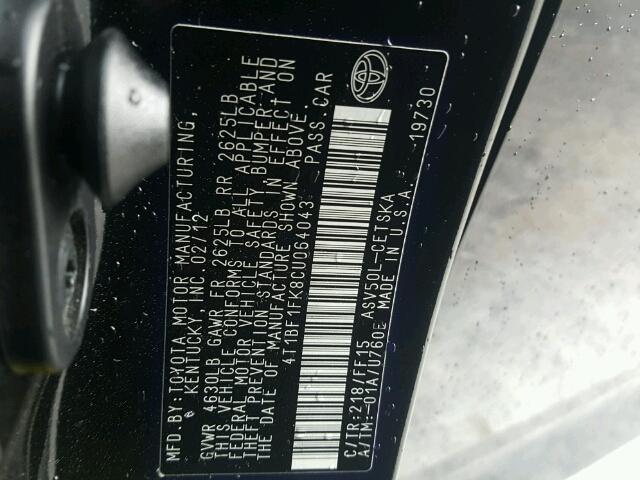 MFD.BY:TOYOTA MOTOR MANUFACTURING,
KENTUCKY, INC. 02/12
GVWR 4630LB GAWR FR 2625LB RR 2625LB
THIS VEHICLE CONFORMS TO ALL APPLICABLE
FEDERAL MOTOR VEHICLE SAFETY, BUMPER AND
THEFT PREVENTION STANDARDS IN EFFECT ON
THE DATE OF MANUFACTURE SHOWN ABOVE.
4T1BF1FK8CU064043 PASS.CAR
C/TR:218/FF15 ASV50L-CETSKA
A/TM:-01A/U760E MADE IN U.S.A. 19730